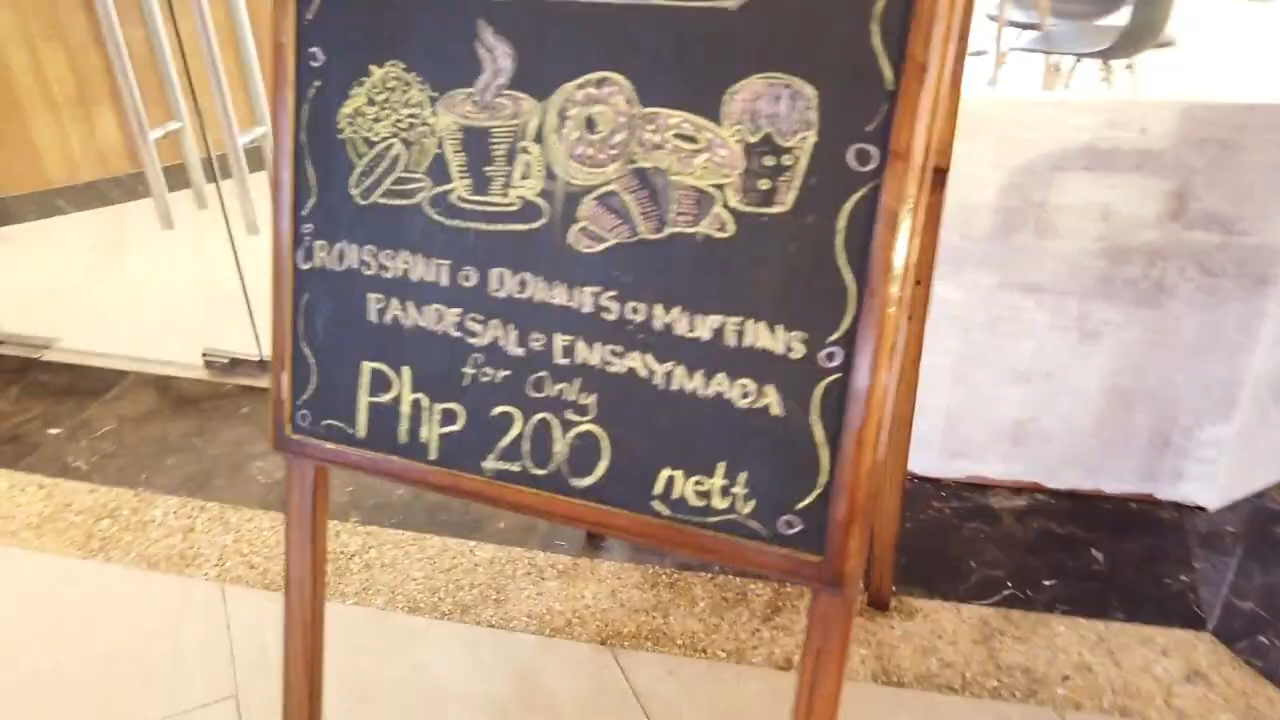 CROISSANT o DONUTS o MUFFINS
PANDESAL o ENSAYMADA
for Only
Php 200 nett